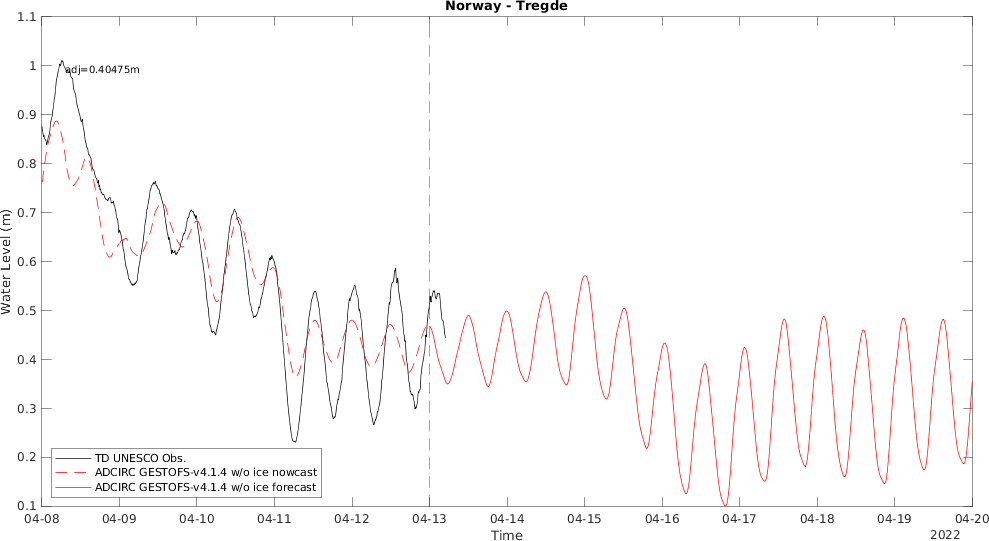 Norway - Tregde
1.1
1
0.9
0.8
0.7
0.6
0.5
0.4
0.3
0.2
0.1
Water Level (m)
adj=0.40475m
TD UNESCO Obs.
ADCIRC GESTOFS-v4.1.4 w/o ice nowcast
ADCIRC GESTOFS-v4.1.4 w/o ice forecast
04-08 04-09 04-10 04-11 04-12 04-13 04-14 04-15 04-16 04-17 04-18 04-19 04-20
Time
2022